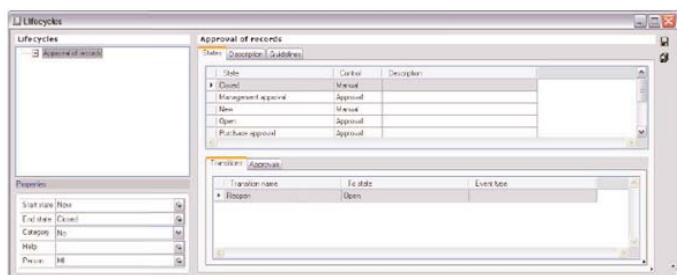 Lifecycles
Lifecycles
Approval of records
Approval of records
States Description Guidelines
State Control Description
Closed Manual
Management approval Approval
New Manual
Open Approval
Purchase approval Approval
Properties
Start state New
End state Closed
Category No
Help
Person MI
Transitions Approvals
Transition name To state Event type
Reopen Open